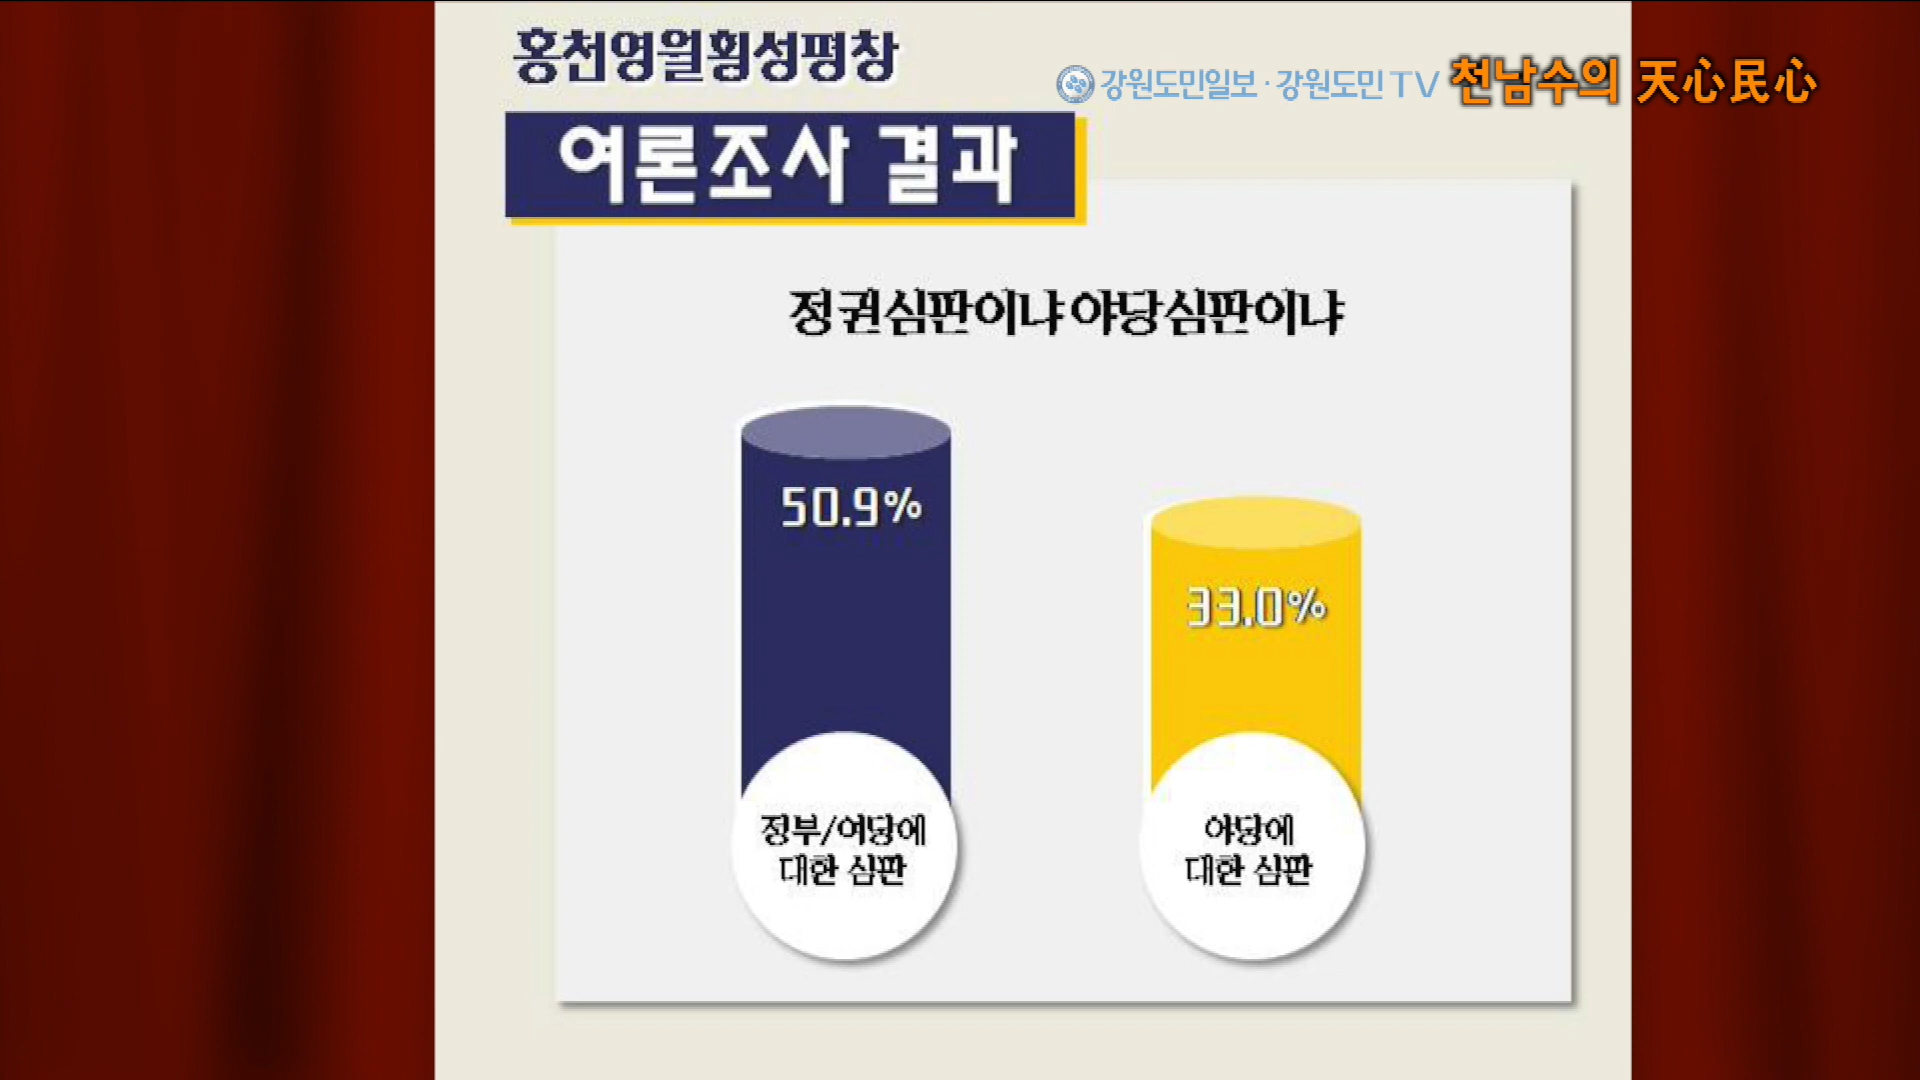 홍천영월횡성평창
강원도민일보·강원도민TV 천남수의 天心民心
여론조사 결과
정권심판이냐 야당심판이냐
50.9%
33.0%
정부/여당에
대한 심판
야당에
대한 심판